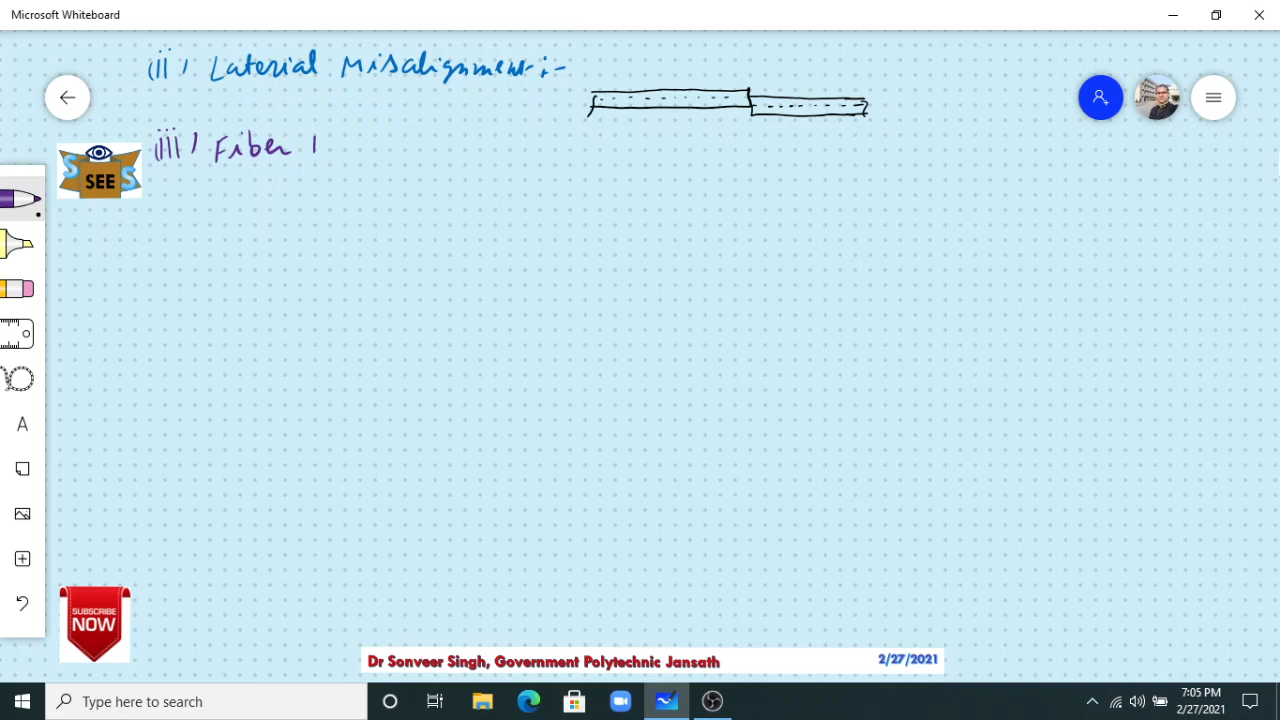 Microsoft Whiteboard
(ii) Laterial Misalignment:-
(iii) Fiber
S SEE S
A
SUBSCRIBE
NOW
Dr Sonveer Singh, Government Polytechnic Jansath 2/27/2021
Type here to search
7:05 PM
2/27/2021